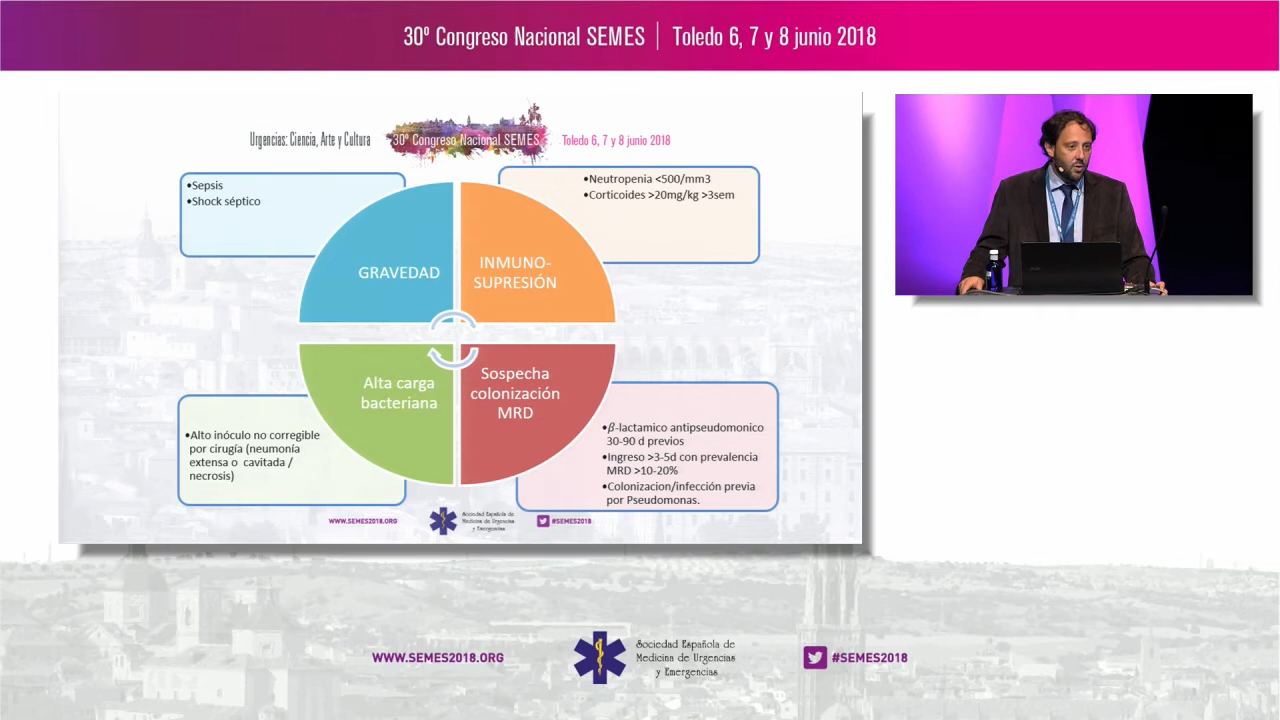 30º Congreso Nacional SEMES | Toledo 6, 7 y 8 junio 2018
Urgencias: Ciencia, Arte y Cultura
30º Congreso Nacional SEMES
Toledo 6, 7 y 8 junio 2018
•Sepsis
•Shock séptico
•Neutropenia <500/mm3
•Corticoides >20mg/kg >3sem
GRAVEDAD
INMUNO-
SUPRESIÓN
Alta carga
bacteriana
Sospecha
colonización
MRD
•Alto inóculo no corregible
por cirugía (neumonía
extensa o cavitada /
necrosis)
•β-lactamico antipseudomonico
30-90 d previos
•Ingreso >3-5d con prevalencia
MRD >10-20%
•Colonizacion/infección previa
por Pseudomonas.
WWW.SEMES2018.ORG
Sociedad Española de
Medicina de Urgencias
y Emergencias
#SEMES2018
WWW.SEMES2018.ORG
Sociedad Española de
Medicina de Urgencias
y Emergencias
#SEMES2018